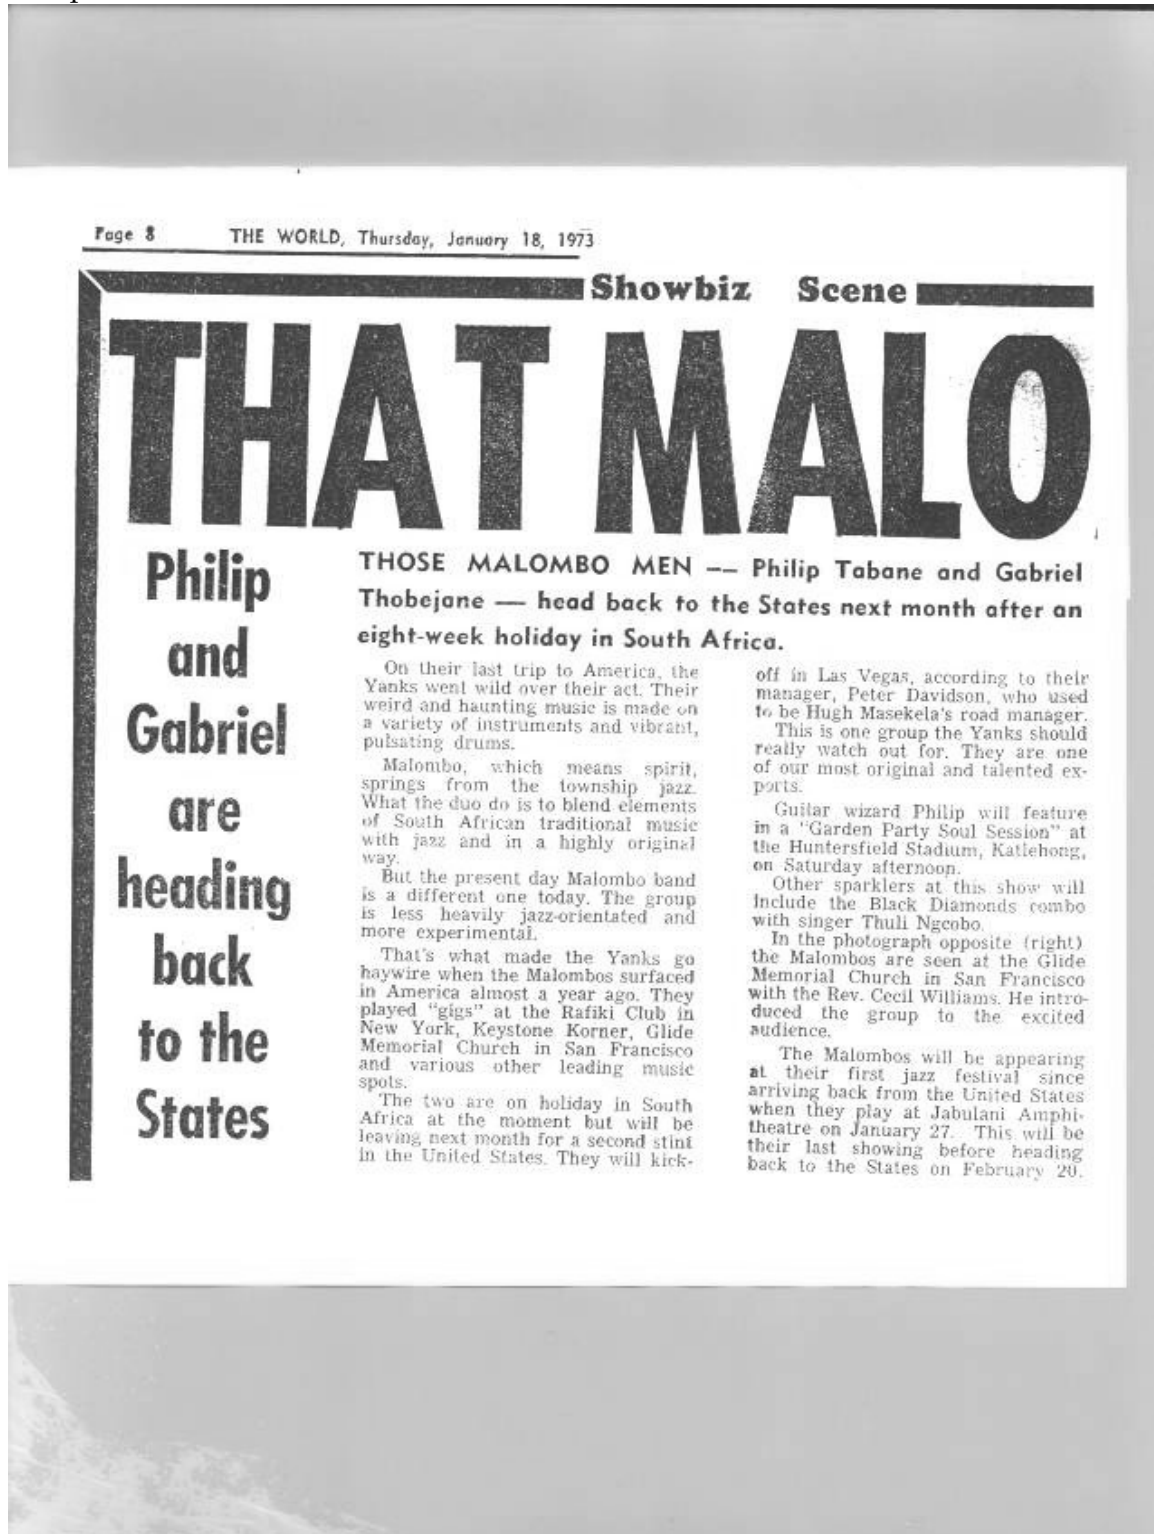 Page 8 THE WORLD, Thursday, January 18, 1973
Showbiz Scene
THAT MALO
Philip
and
Gabriel
are
heading
back
to the
States
THOSE MALOMBO MEN -- Philip Tabane and Gabriel
Thobejane — head back to the States next month after an
eight-week holiday in South Africa.
On their last trip to America, the
Yanks went wild over their act. Their
weird and haunting music is made on
a variety of instruments and vibrant,
pulsating drums.
Malombo, which means spirit,
springs from the township jazz.
What the duo do is to blend elements
of South African traditional music
with jazz and in a highly original
way.
But the present day Malombo band
is a different one today. The group
is less heavily jazz-orientated and
more experimental.
That's what made the Yanks go
haywire when the Malombos surfaced
in America almost a year ago. They
played "gigs" at the Rafiki Club in
New York, Keystone Korner, Glide
Memorial Church in San Francisco
and various other leading music
spots.
The two are on holiday in South
Africa at the moment but will be
leaving next month for a second stint
in the United States. They will kick-
off in Las Vegas, according to their
manager, Peter Davidson, who used
to be Hugh Masekela's road manager.
This is one group the Yanks should
really watch out for. They are one
of our most original and talented ex-
ports.
Guitar wizard Philip will feature
in a "Garden Party Soul Session" at
the Huntersfield Stadium, Katlehong,
on Saturday afternoon.
Other sparklers at this show will
include the Black Diamonds combo
with singer Thuli Ngcobo.
In the photograph opposite (right)
the Malombos are seen at the Glide
Memorial Church in San Francisco
with the Rev. Cecil Williams. He intro-
duced the group to the excited
audience.
The Malombos will be appearing
at their first jazz festival since
arriving back from the United States
when they play at Jabulani Amphi-
theatre on January 27. This will be
their last showing before heading
back to the States on February 20.